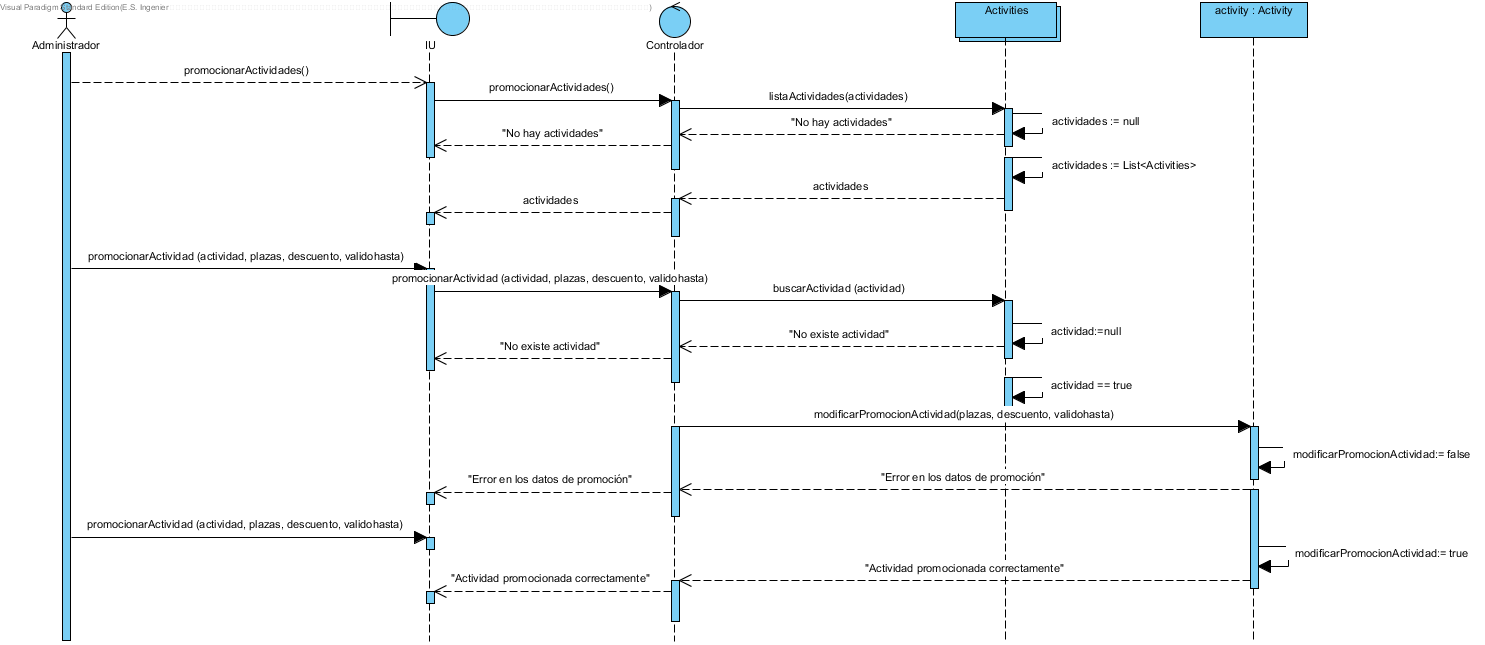 Visual Paradigm Standard Edition(E.S. Ingenier )
Activities
activity : Activity
Administrador
IU
Controlador
promocionarActividades()
promocionarActividades()
listaActividades(actividades)
actividades := null
"No hay actividades"
"No hay actividades"
actividades := List<Activities>
actividades
actividades
promocionarActividad (actividad, plazas, descuento, validohasta)
promocionarActividad (actividad, plazas, descuento, validohasta)
buscarActividad (actividad)
actividad:=null
"No existe actividad"
"No existe actividad"
actividad == true
modificarPromocionActividad(plazas, descuento, validohasta)
modificarPromocionActividad:= false
"Error en los datos de promoción"
"Error en los datos de promoción"
promocionarActividad (actividad, plazas, descuento, validohasta)
modificarPromocionActividad:= true
"Actividad promocionada correctamente"
"Actividad promocionada correctamente"